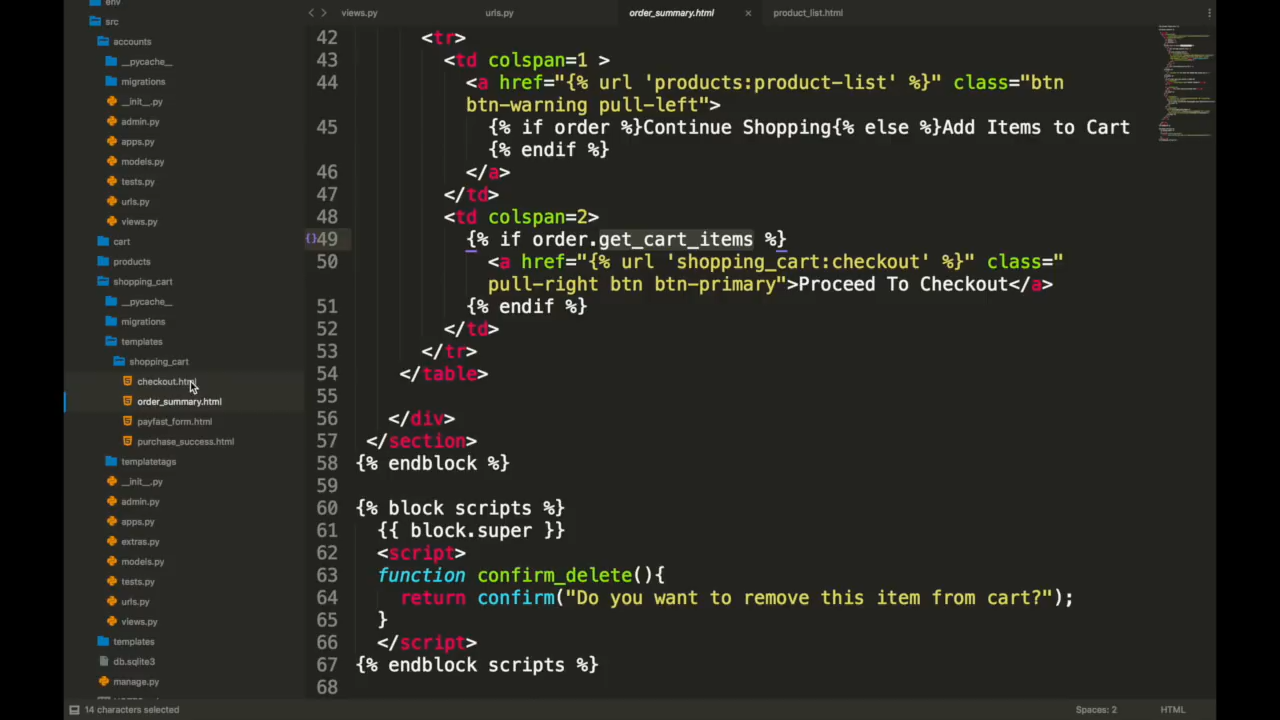 env
src
accounts
__pycache__
migrations
__init__.py
admin.py
apps.py
models.py
tests.py
urls.py
views.py
cart
products
shopping_cart
__pycache__
migrations
templates
shopping_cart
checkout.html
order_summary.html
payfast_form.html
purchase_success.html
templatetags
__init__.py
admin.py
apps.py
extras.py
models.py
tests.py
urls.py
views.py
templates
db.sqlite3
manage.py
views.py urls.py order_summary.html × product_list.html
42 <tr>
43 <td colspan=1 >
44 <a href="{% url 'products:product-list' %}" class="btn
btn-warning pull-left">
45 {% if order %}Continue Shopping{% else %}Add Items to Cart
{% endif %}
46 </a>
47 </td>
48 <td colspan=2>
{}49 {% if order.get_cart_items %}
50 <a href="{% url 'shopping_cart:checkout' %}" class="
pull-right btn btn-primary">Proceed To Checkout</a>
51 {% endif %}
52 </td>
53 </tr>
54 </table>
55
56 </div>
57 </section>
58 {% endblock %}
59
60 {% block scripts %}
61 {{ block.super }}
62 <script>
63 function confirm_delete(){
64 return confirm("Do you want to remove this item from cart?");
65 }
66 </script>
67 {% endblock scripts %}
68
14 characters selected Spaces: 2 HTML